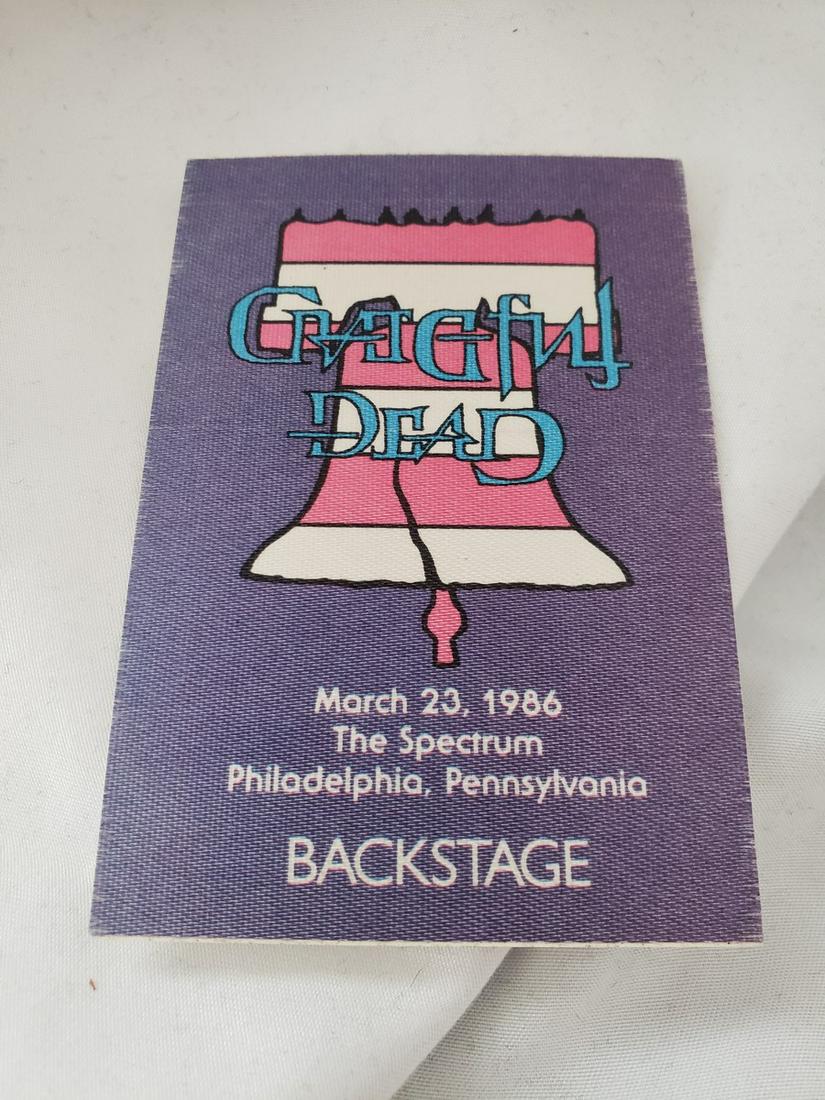 Grateful
Dead
March 23, 1986
The Spectrum
Philadelphia, Pennsylvania
BACKSTAGE